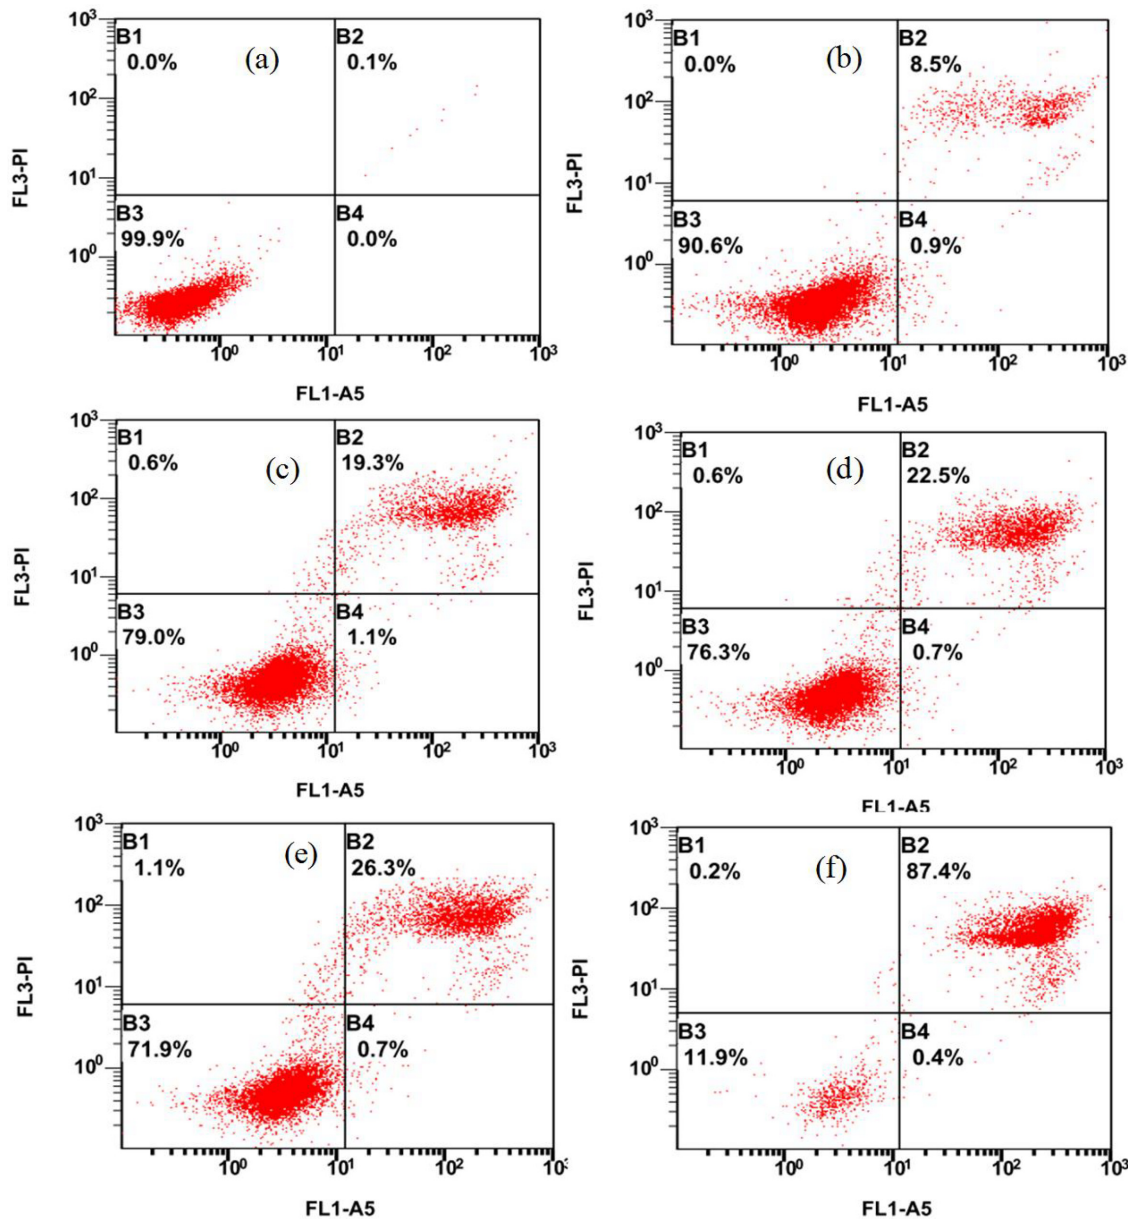 10³
B1
0.0%
(a)
B2
0.1%
10²
10¹
FL3-PI
B3
99.9%
B4
0.0%
10⁰
10⁰
10¹
10²
10³
FL1-A5
10³
B1
0.0%
(b)
B2
8.5%
10²
10¹
FL3-PI
B3
90.6%
B4
0.9%
10⁰
10⁰
10¹
10²
10³
FL1-A5
10³
B1
0.6%
(c)
B2
19.3%
10²
10¹
FL3-PI
B3
79.0%
B4
1.1%
10⁰
10⁰
10¹
10²
10³
FL1-A5
10³
B1
0.6%
(d)
B2
22.5%
10²
10¹
FL3-PI
B3
76.3%
B4
0.7%
10⁰
10⁰
10¹
10²
10³
FL1-A5
10³
B1
1.1%
(e)
B2
26.3%
10²
10¹
FL3-PI
B3
71.9%
B4
0.7%
10⁰
10⁰
10¹
10²
10³
FL1-A5
10³
B1
0.2%
(f)
B2
87.4%
10²
10¹
FL3-PI
B3
11.9%
B4
0.4%
10⁰
10⁰
10¹
10²
10³
FL1-A5